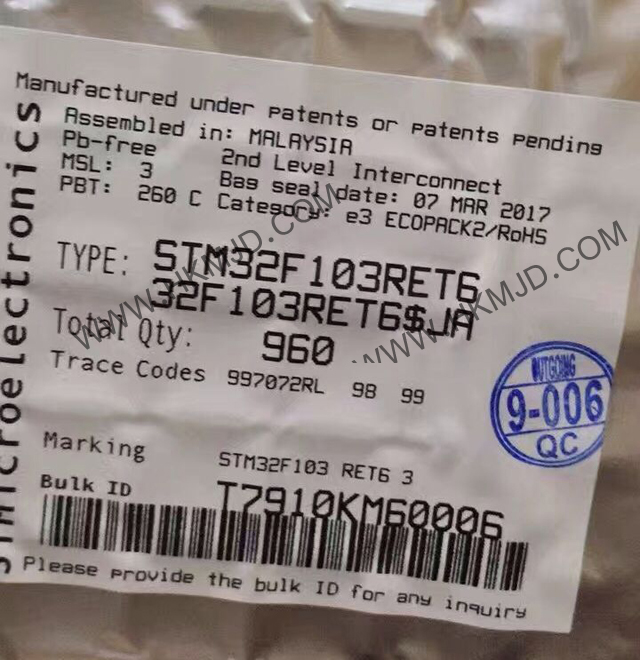 Manufactured under patents or patents pending
Assembled in: MALAYSIA
Pb-free 2nd Level Interconnect
MSL: 3 Bag seal date: 07 MAR 2017
PBT: 260 C Category: e3 ECOPACK2/RoHS
TYPE: STM32F103RET6
32F103RET6$JA
Total Qty: 960
Trace Codes 997072RL 98 99
Marking STM32F103 RET6 3
Bulk ID T7910KM60006
Please provide the bulk ID for any inquiry
STMicroelectronics
OUTGOING
9-006
QC
WWW.HKMJD.COM
WWW.HKMJD.COM